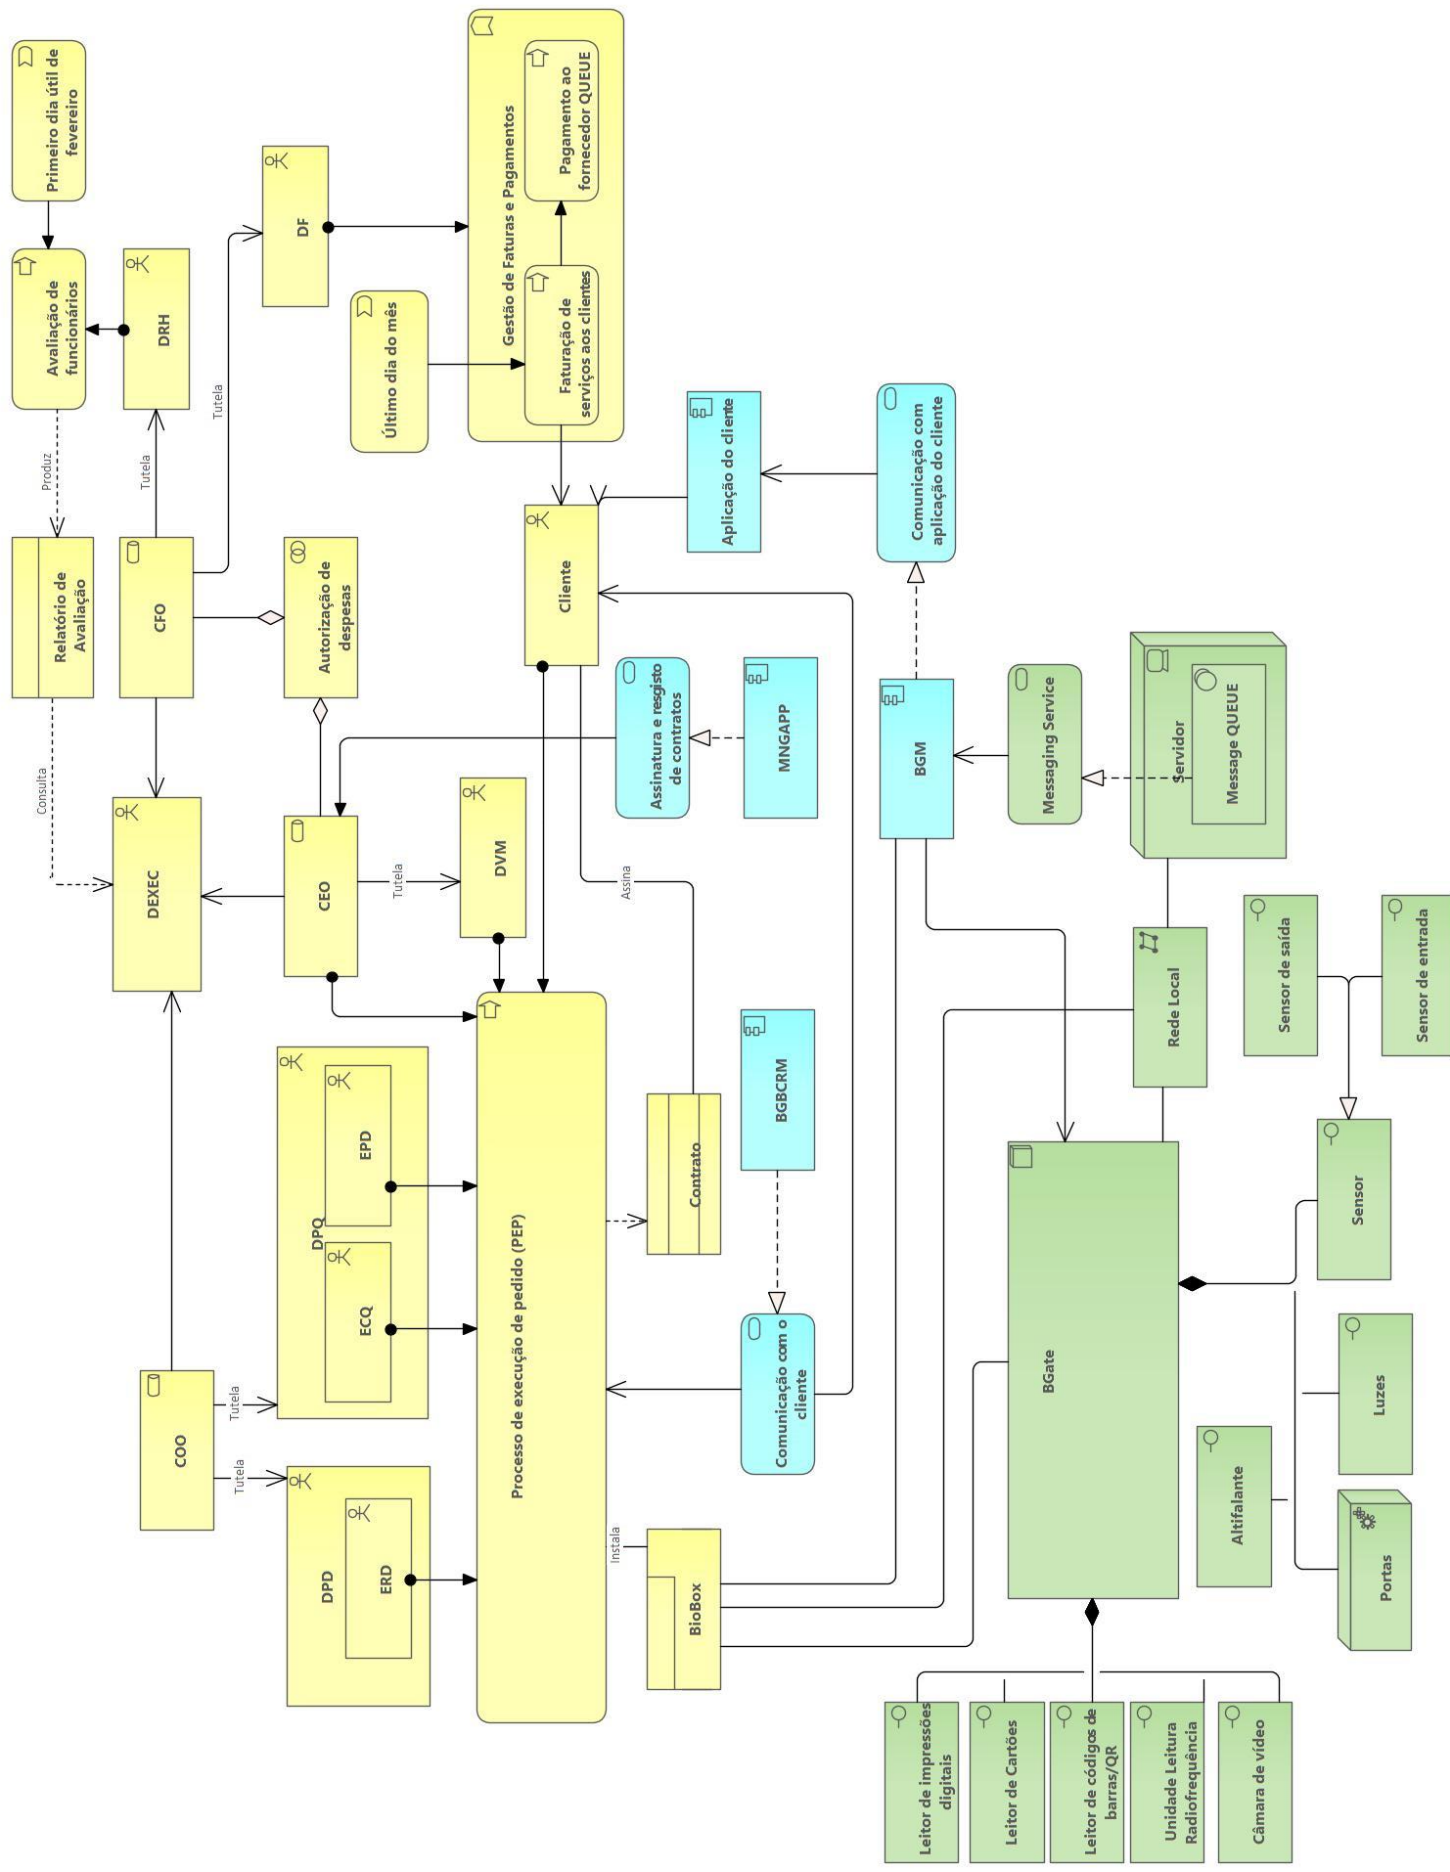 Primeiro dia útil de
fevereiro
Avaliação de
funcionários
DRH
Produz
Tutela
Relatório de
Avaliação
CFO
Tutela
DF
Autorização de
despesas
Consulta
DEXEC
CEO
Tutela
DVM
COO
Tutela
Tutela
DPQ
EPD
ECQ
DPD
ERD
Último dia do mês
Gestão de Faturas e Pagamentos
Pagamento ao
fornecedor QUEUE
Faturação de
serviços aos clientes
Cliente
Assina
Processo de execução de pedido (PEP)
Contrato
Instala
BioBox
Assinatura e resgisto
de contratos
MNGAPP
BGBCRM
Comunicação com o
cliente
Aplicação do cliente
Comunicação com
aplicação do cliente
BGM
Messaging Service
Servidor
Message QUEUE
Rede Local
BGate
Sensor de saída
Sensor de entrada
Sensor
Luzes
Altifalante
Portas
Leitor de impressões
digitais
Leitor de Cartões
Leitor de códigos de
barras/QR
Unidade Leitura
Radiofrequência
Câmara de vídeo